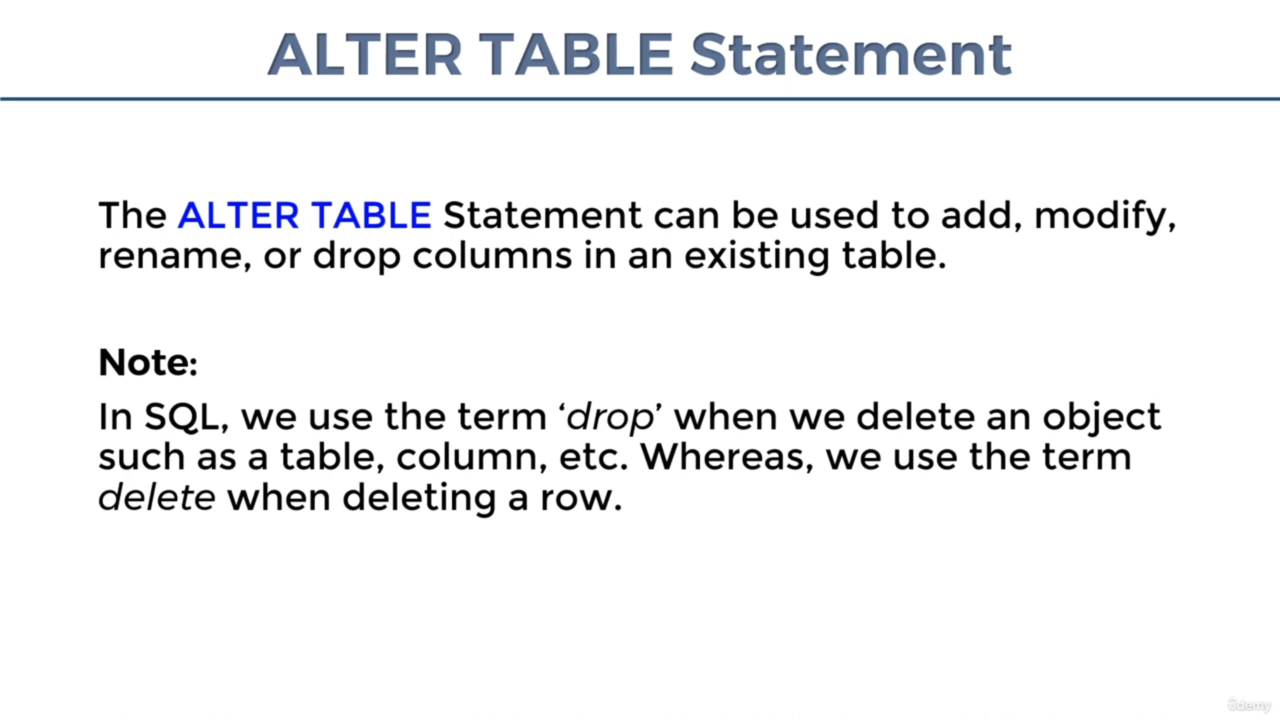 ALTER TABLE Statement
The ALTER TABLE Statement can be used to add, modify,
rename, or drop columns in an existing table.
Note:
In SQL, we use the term ‘drop’ when we delete an object
such as a table, column, etc. Whereas, we use the term
delete when deleting a row.
ûdemy